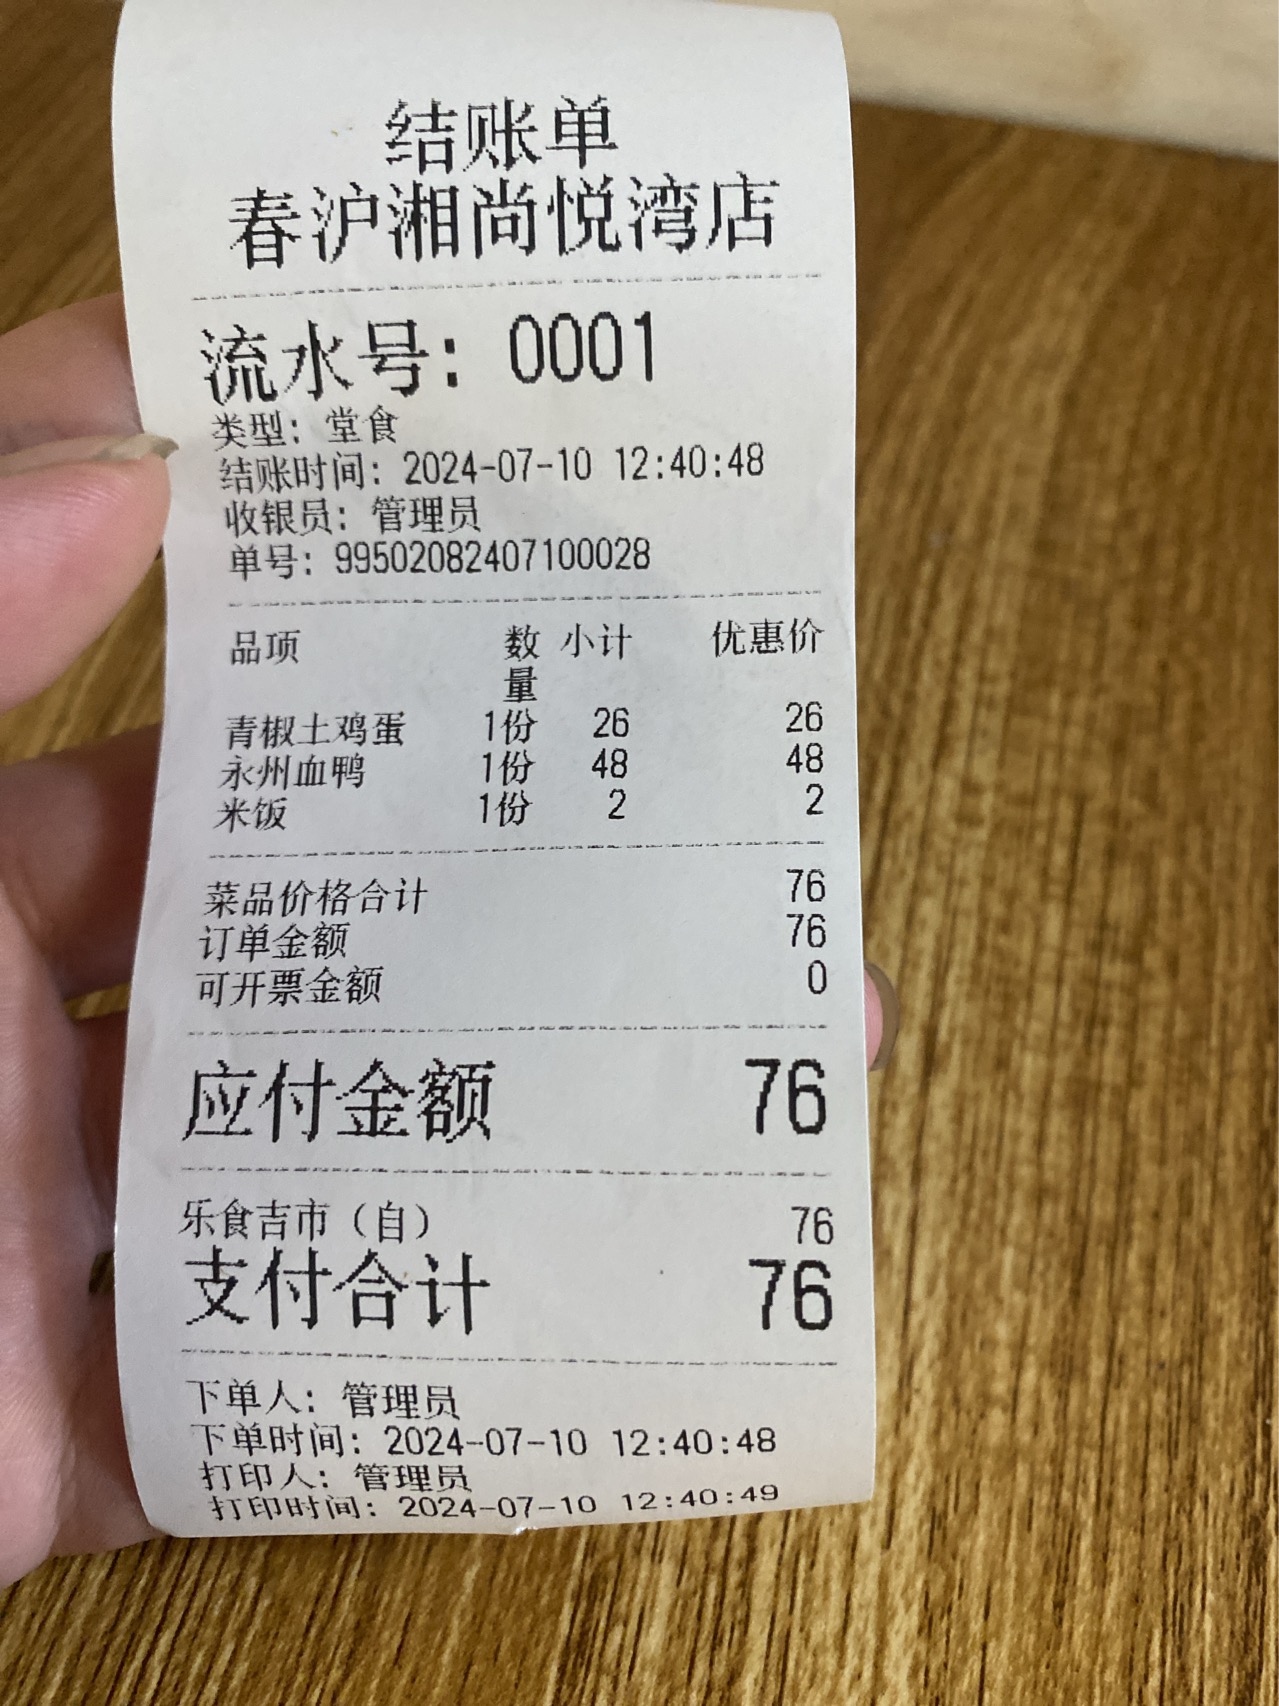 结账单
春沪湘尚悦湾店
流水号: 0001
类型: 堂食
结账时间: 2024-07-10 12:40:48
收银员: 管理员
单号: 99502082407100028
品项 数量 小计 优惠价
青椒土鸡蛋 1份 26 26
永州血鸭 1份 48 48
米饭 1份 2 2
菜品价格合计 76
订单金额 76
可开票金额 0
应付金额 76
乐食吉市（自） 76
支付合计 76
下单人: 管理员
下单时间: 2024-07-10 12:40:48
打印人: 管理员
打印时间: 2024-07-10 12:40:49